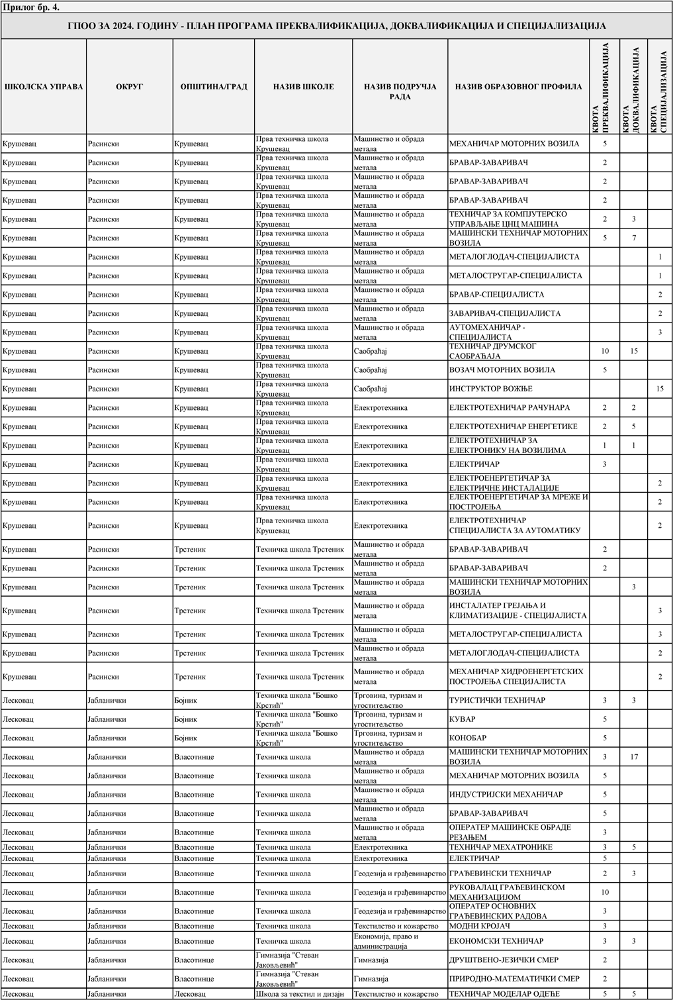 Прилог бр. 4.
ГПОО ЗА 2024. ГОДИНУ - ПЛАН ПРОГРАМА ПРЕКВАЛИФИКАЦИЈА, ДОКВАЛИФИКАЦИЈА И СПЕЦИЈАЛИЗАЦИЈА
ШКОЛСКА УПРАВА ОКРУГ ОПШТИНА/ГРАД НАЗИВ ШКОЛЕ НАЗИВ ПОДРУЧЈА РАДА НАЗИВ ОБРАЗОВНОГ ПРОФИЛА КВОТА ПРЕКВАЛИФИКАЦИЈА КВОТА ДОКВАЛИФИКАЦИЈА КВОТА СПЕЦИЈАЛИЗАЦИЈА
Крушевац Расински Крушевац Прва техничка школа Крушевац Машинство и обрада метала МЕХАНИЧАР МОТОРНИХ ВОЗИЛА 5
Крушевац Расински Крушевац Прва техничка школа Крушевац Машинство и обрада метала БРАВАР-ЗАВАРИВАЧ 2
Крушевац Расински Крушевац Прва техничка школа Крушевац Машинство и обрада метала БРАВАР-ЗАВАРИВАЧ 2
Крушевац Расински Крушевац Прва техничка школа Крушевац Машинство и обрада метала БРАВАР-ЗАВАРИВАЧ 2
Крушевац Расински Крушевац Прва техничка школа Крушевац Машинство и обрада метала ТЕХНИЧАР ЗА КОМПЈУТЕРСКО УПРАВЉАЊЕ ЦНЦ МАШИНА 2 3
Крушевац Расински Крушевац Прва техничка школа Крушевац Машинство и обрада метала МАШИНСКИ ТЕХНИЧАР МОТОРНИХ ВОЗИЛА 5 7
Крушевац Расински Крушевац Прва техничка школа Крушевац Машинство и обрада метала МЕТАЛОГЛОДАЧ-СПЕЦИЈАЛИСТА 1
Крушевац Расински Крушевац Прва техничка школа Крушевац Машинство и обрада метала МЕТАЛОСТРУГАР-СПЕЦИЈАЛИСТА 1
Крушевац Расински Крушевац Прва техничка школа Крушевац Машинство и обрада метала БРАВАР-СПЕЦИЈАЛИСТА 2
Крушевац Расински Крушевац Прва техничка школа Крушевац Машинство и обрада метала ЗАВАРИВАЧ-СПЕЦИЈАЛИСТА 2
Крушевац Расински Крушевац Прва техничка школа Крушевац Машинство и обрада метала АУТОМЕХАНИЧАР - СПЕЦИЈАЛИСТА 3
Крушевац Расински Крушевац Прва техничка школа Крушевац Саобраћај ТЕХНИЧАР ДРУМСКОГ САОБРАЋАЈА 10 15
Крушевац Расински Крушевац Прва техничка школа Крушевац Саобраћај ВОЗАЧ МОТОРНИХ ВОЗИЛА 5
Крушевац Расински Крушевац Прва техничка школа Крушевац Саобраћај ИНСТРУКТОР ВОЖЊЕ 15
Крушевац Расински Крушевац Прва техничка школа Крушевац Електротехника ЕЛЕКТРОТЕХНИЧАР РАЧУНАРА 2 2
Крушевац Расински Крушевац Прва техничка школа Крушевац Електротехника ЕЛЕКТРОТЕХНИЧАР ЕНЕРГЕТИКЕ 2 5
Крушевац Расински Крушевац Прва техничка школа Крушевац Електротехника ЕЛЕКТРОТЕХНИЧАР ЗА ЕЛЕКТРОНИКУ НА ВОЗИЛИМА 1 1
Крушевац Расински Крушевац Прва техничка школа Крушевац Електротехника ЕЛЕКТРИЧАР 3
Крушевац Расински Крушевац Прва техничка школа Крушевац Електротехника ЕЛЕКТРОЕНЕРГЕТИЧАР ЗА ЕЛЕКТРИЧНЕ ИНСТАЛАЦИЈЕ 2
Крушевац Расински Крушевац Прва техничка школа Крушевац Електротехника ЕЛЕКТРОЕНЕРГЕТИЧАР ЗА МРЕЖЕ И ПОСТРОЈЕЊА 2
Крушевац Расински Крушевац Прва техничка школа Крушевац Електротехника ЕЛЕКТРОТЕХНИЧАР СПЕЦИЈАЛИСТА ЗА АУТОМАТИКУ 2
Крушевац Расински Трстеник Техничка школа Трстеник Машинство и обрада метала БРАВАР-ЗАВАРИВАЧ 2
Крушевац Расински Трстеник Техничка школа Трстеник Машинство и обрада метала БРАВАР-ЗАВАРИВАЧ 2
Крушевац Расински Трстеник Техничка школа Трстеник Машинство и обрада метала МАШИНСКИ ТЕХНИЧАР МОТОРНИХ ВОЗИЛА 3
Крушевац Расински Трстеник Техничка школа Трстеник Машинство и обрада метала ИНСТАЛАТЕР ГРЕЈАЊА И КЛИМАТИЗАЦИЈЕ - СПЕЦИЈАЛИСТА 3
Крушевац Расински Трстеник Техничка школа Трстеник Машинство и обрада метала МЕТАЛОСТРУГАР-СПЕЦИЈАЛИСТА 3
Крушевац Расински Трстеник Техничка школа Трстеник Машинство и обрада метала МЕТАЛОГЛОДАЧ-СПЕЦИЈАЛИСТА 2
Крушевац Расински Трстеник Техничка школа Трстеник Машинство и обрада метала МЕХАНИЧАР ХИДРОЕНЕРГЕТСКИХ ПОСТРОЈЕЊА СПЕЦИЈАЛИСТА 2
Лесковац Јабланички Бојник Техничка школа "Бошко Крстић" Трговина, туризам и угоститељство ТУРИСТИЧКИ ТЕХНИЧАР 3 3
Лесковац Јабланички Бојник Техничка школа "Бошко Крстић" Трговина, туризам и угоститељство КУВАР 5
Лесковац Јабланички Бојник Техничка школа "Бошко Крстић" Трговина, туризам и угоститељство КОНОБАР 5
Лесковац Јабланички Власотинце Техничка школа Машинство и обрада метала МАШИНСКИ ТЕХНИЧАР МОТОРНИХ ВОЗИЛА 3 17
Лесковац Јабланички Власотинце Техничка школа Машинство и обрада метала МЕХАНИЧАР МОТОРНИХ ВОЗИЛА 5
Лесковац Јабланички Власотинце Техничка школа Машинство и обрада метала ИНДУСТРИЈСКИ МЕХАНИЧАР 5
Лесковац Јабланички Власотинце Техничка школа Машинство и обрада метала БРАВАР-ЗАВАРИВАЧ 5
Лесковац Јабланички Власотинце Техничка школа Машинство и обрада метала ОПЕРАТЕР МАШИНСКЕ ОБРАДЕ РЕЗАЊЕМ 3
Лесковац Јабланички Власотинце Техничка школа Електротехника ТЕХНИЧАР МЕХАТРОНИКЕ 3 5
Лесковац Јабланички Власотинце Техничка школа Електротехника ЕЛЕКТРИЧАР 5
Лесковац Јабланички Власотинце Техничка школа Геодезија и грађевинарство ГРАЂЕВИНСКИ ТЕХНИЧАР 2 3
Лесковац Јабланички Власотинце Техничка школа Геодезија и грађевинарство РУКОВАЛАЦ ГРАЂЕВИНСКОМ МЕХАНИЗАЦИЈОМ 10
Лесковац Јабланички Власотинце Техничка школа Геодезија и грађевинарство ОПЕРАТЕР ОСНОВНИХ ГРАЂЕВИНСКИХ РАДОВА 3
Лесковац Јабланички Власотинце Техничка школа Текстилство и кожарство МОДНИ КРОЈАЧ 3
Лесковац Јабланички Власотинце Техничка школа Економија, право и администрација ЕКОНОМСКИ ТЕХНИЧАР 3 3
Лесковац Јабланички Власотинце Гимназија "Стеван Јаковљевић" Гимназија ДРУШТВЕНО-ЈЕЗИЧКИ СМЕР 2
Лесковац Јабланички Власотинце Гимназија "Стеван Јаковљевић" Гимназија ПРИРОДНО-МАТЕМАТИЧКИ СМЕР 2
Лесковац Јабланички Лесковац Школа за текстил и дизајн Текстилство и кожарство ТЕХНИЧАР МОДЕЛАР ОДЕЋЕ 5 5